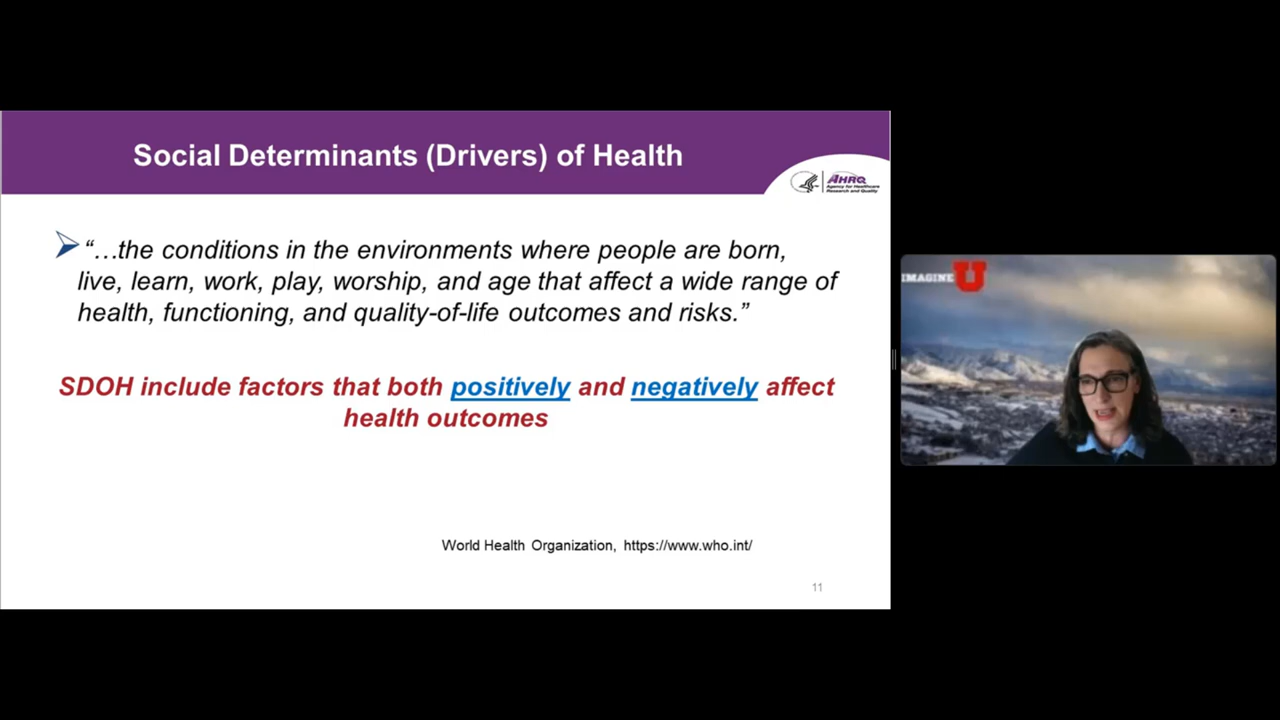 Social Determinants (Drivers) of Health
AHRQ
Agency for Healthcare
Research and Quality
“…the conditions in the environments where people are born,
live, learn, work, play, worship, and age that affect a wide range of
health, functioning, and quality-of-life outcomes and risks.”
SDOH include factors that both positively and negatively affect
health outcomes
World Health Organization, https://www.who.int/
11
IMAGINE U